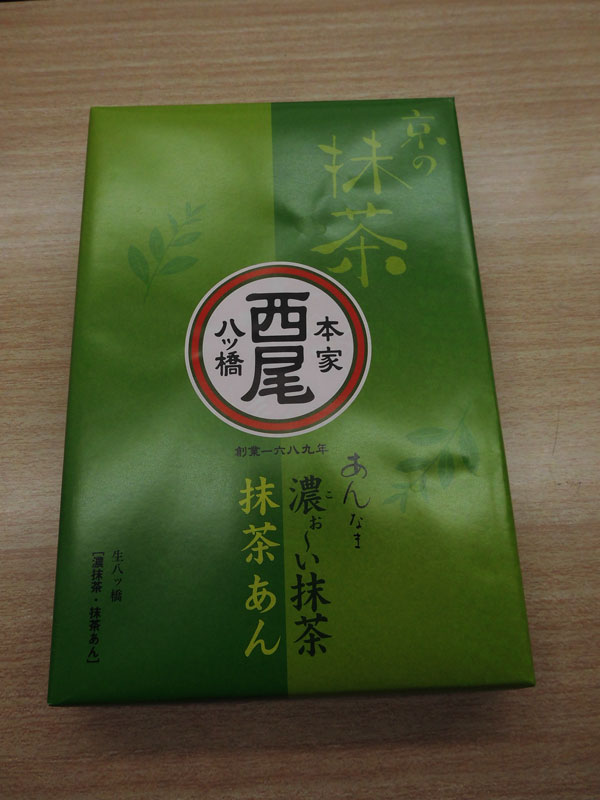 京の
抹茶
本家
西尾
八ッ橋
創業一六八九年
あんなま
濃ぉ〜い抹茶
こ
抹茶あん
生八ッ橋
[濃抹茶・抹茶あん]